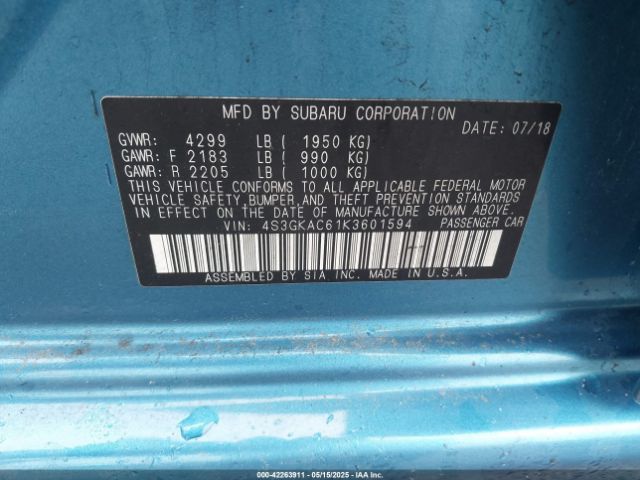 MFD BY SUBARU CORPORATION
DATE: 07/18
GVWR: 4299 LB ( 1950 KG)
GAWR: F 2183 LB ( 990 KG)
GAWR: R 2205 LB ( 1000 KG)
THIS VEHICLE CONFORMS TO ALL APPLICABLE FEDERAL MOTOR
VEHICLE SAFETY, BUMPER, AND THEFT PREVENTION STANDARDS
IN EFFECT ON THE DATE OF MANUFACTURE SHOWN ABOVE.
VIN: 4S3GKAC61K3601594 PASSENGER CAR
ASSEMBLED BY SIA INC. MADE IN U.S.A.
000-42263911 - 05/15/2025 - IAAI.COM